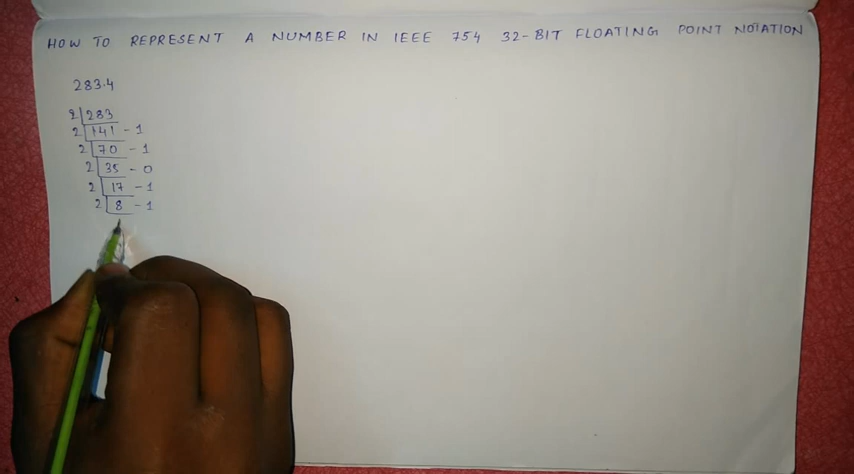 HOW TO REPRESENT A NUMBER IN IEEE 754 32-BIT FLOATING POINT NOTATION
283.4
2 283
2 141 - 1
2 70 - 1
2 35 - 0
2 17 - 1
2 8 - 1